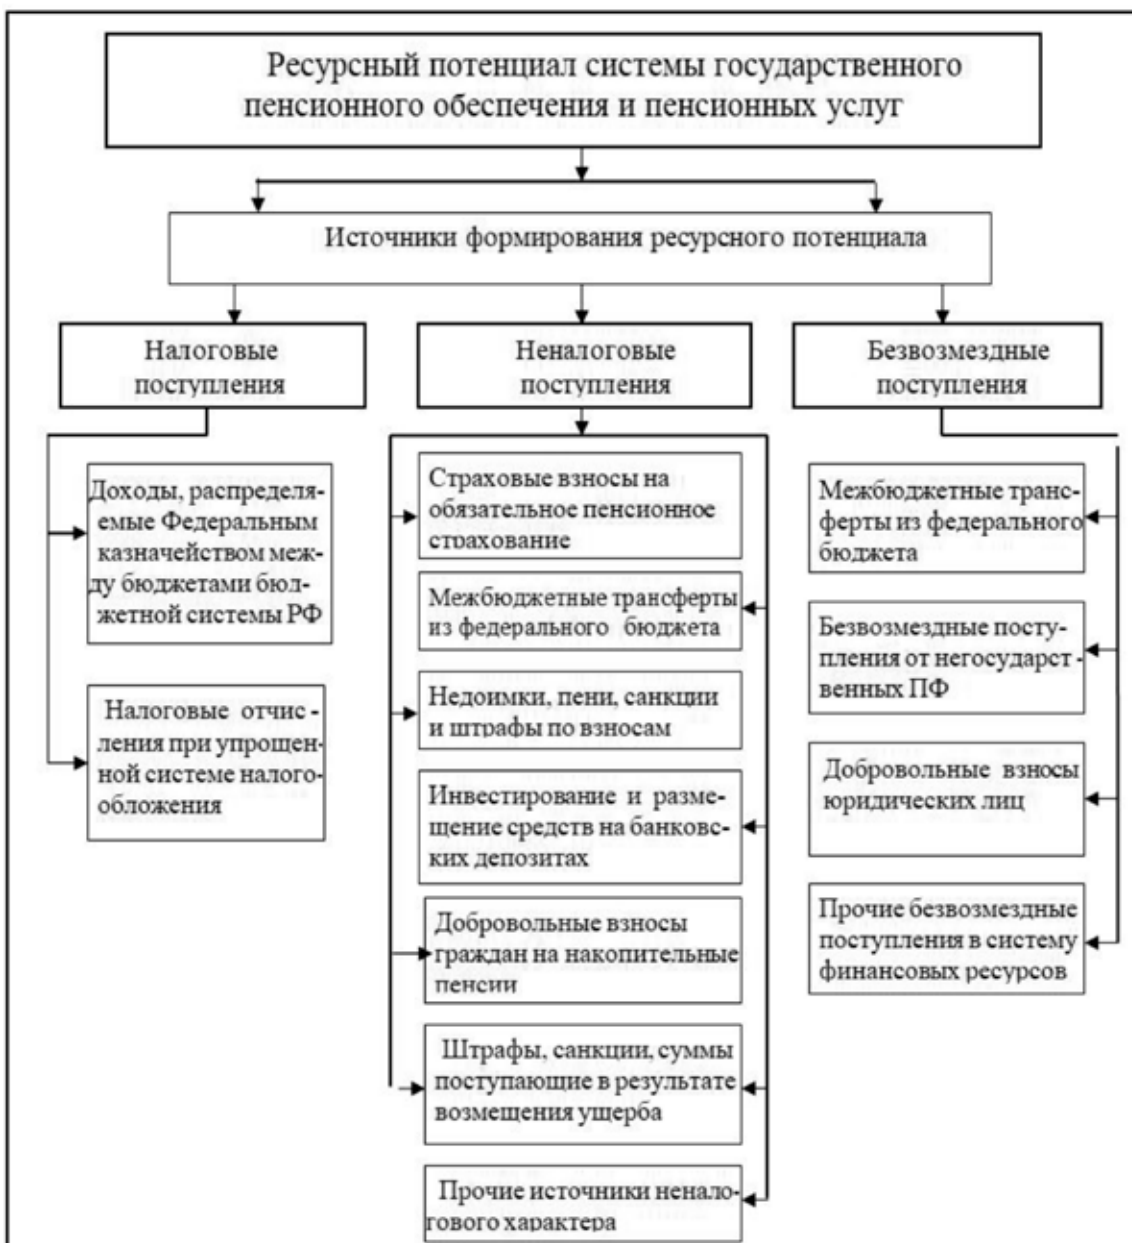 Ресурсный потенциал системы государственного
пенсионного обеспечения и пенсионных услуг
Источники формирования ресурсного потенциала
Налоговые
поступления
Доходы, распределя-
емые Федеральным
казначейством меж-
ду бюджетами бюд-
жетной системы РФ
Налоговые отчис -
ления при упрощен-
ной системе налого-
обложения
Неналоговые
поступления
Страховые взносы на
обязательное пенсионное
страхование
Межбюджетные трансферты
из федерального бюджета
Недоимки, пени, санкции
и штрафы по взносам
Инвестирование и разме-
щение средств на банковс-
ких депозитах
Добровольные взносы
граждан на накопительные
пенсии
Штрафы, санкции, суммы
поступающие в результате
возмещения ущерба
Прочие источники ненало-
гового характера
Безвозмездные
поступления
Межбюджетные транс-
ферты из федерального
бюджета
Безвозмездные посту-
пления от негосударст -
венных ПФ
Добровольные взносы
юридических лиц
Прочие безвозмездные
поступления в систему
финансовых ресурсов